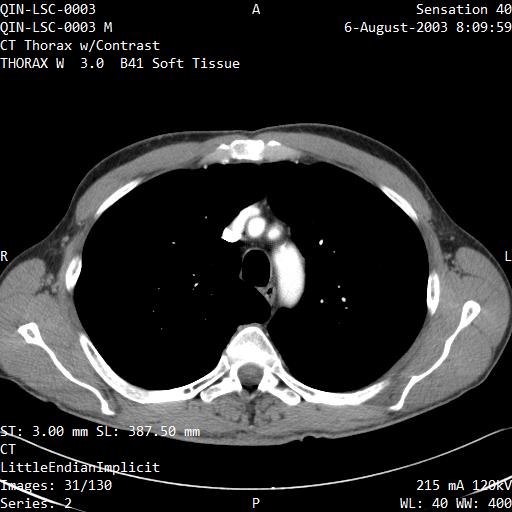 QIN-LSC-0003 A Sensation 40
QIN-LSC-0003 M 6-August-2003 8:09:59
CT Thorax w/Contrast
THORAX W 3.0 B41 Soft Tissue
R L
ST: 3.00 mm SL: 387.50 mm
CT
LittleEndianImplicit
Images: 31/130 215 mA 120kV
Series: 2 P WL: 40 WW: 400